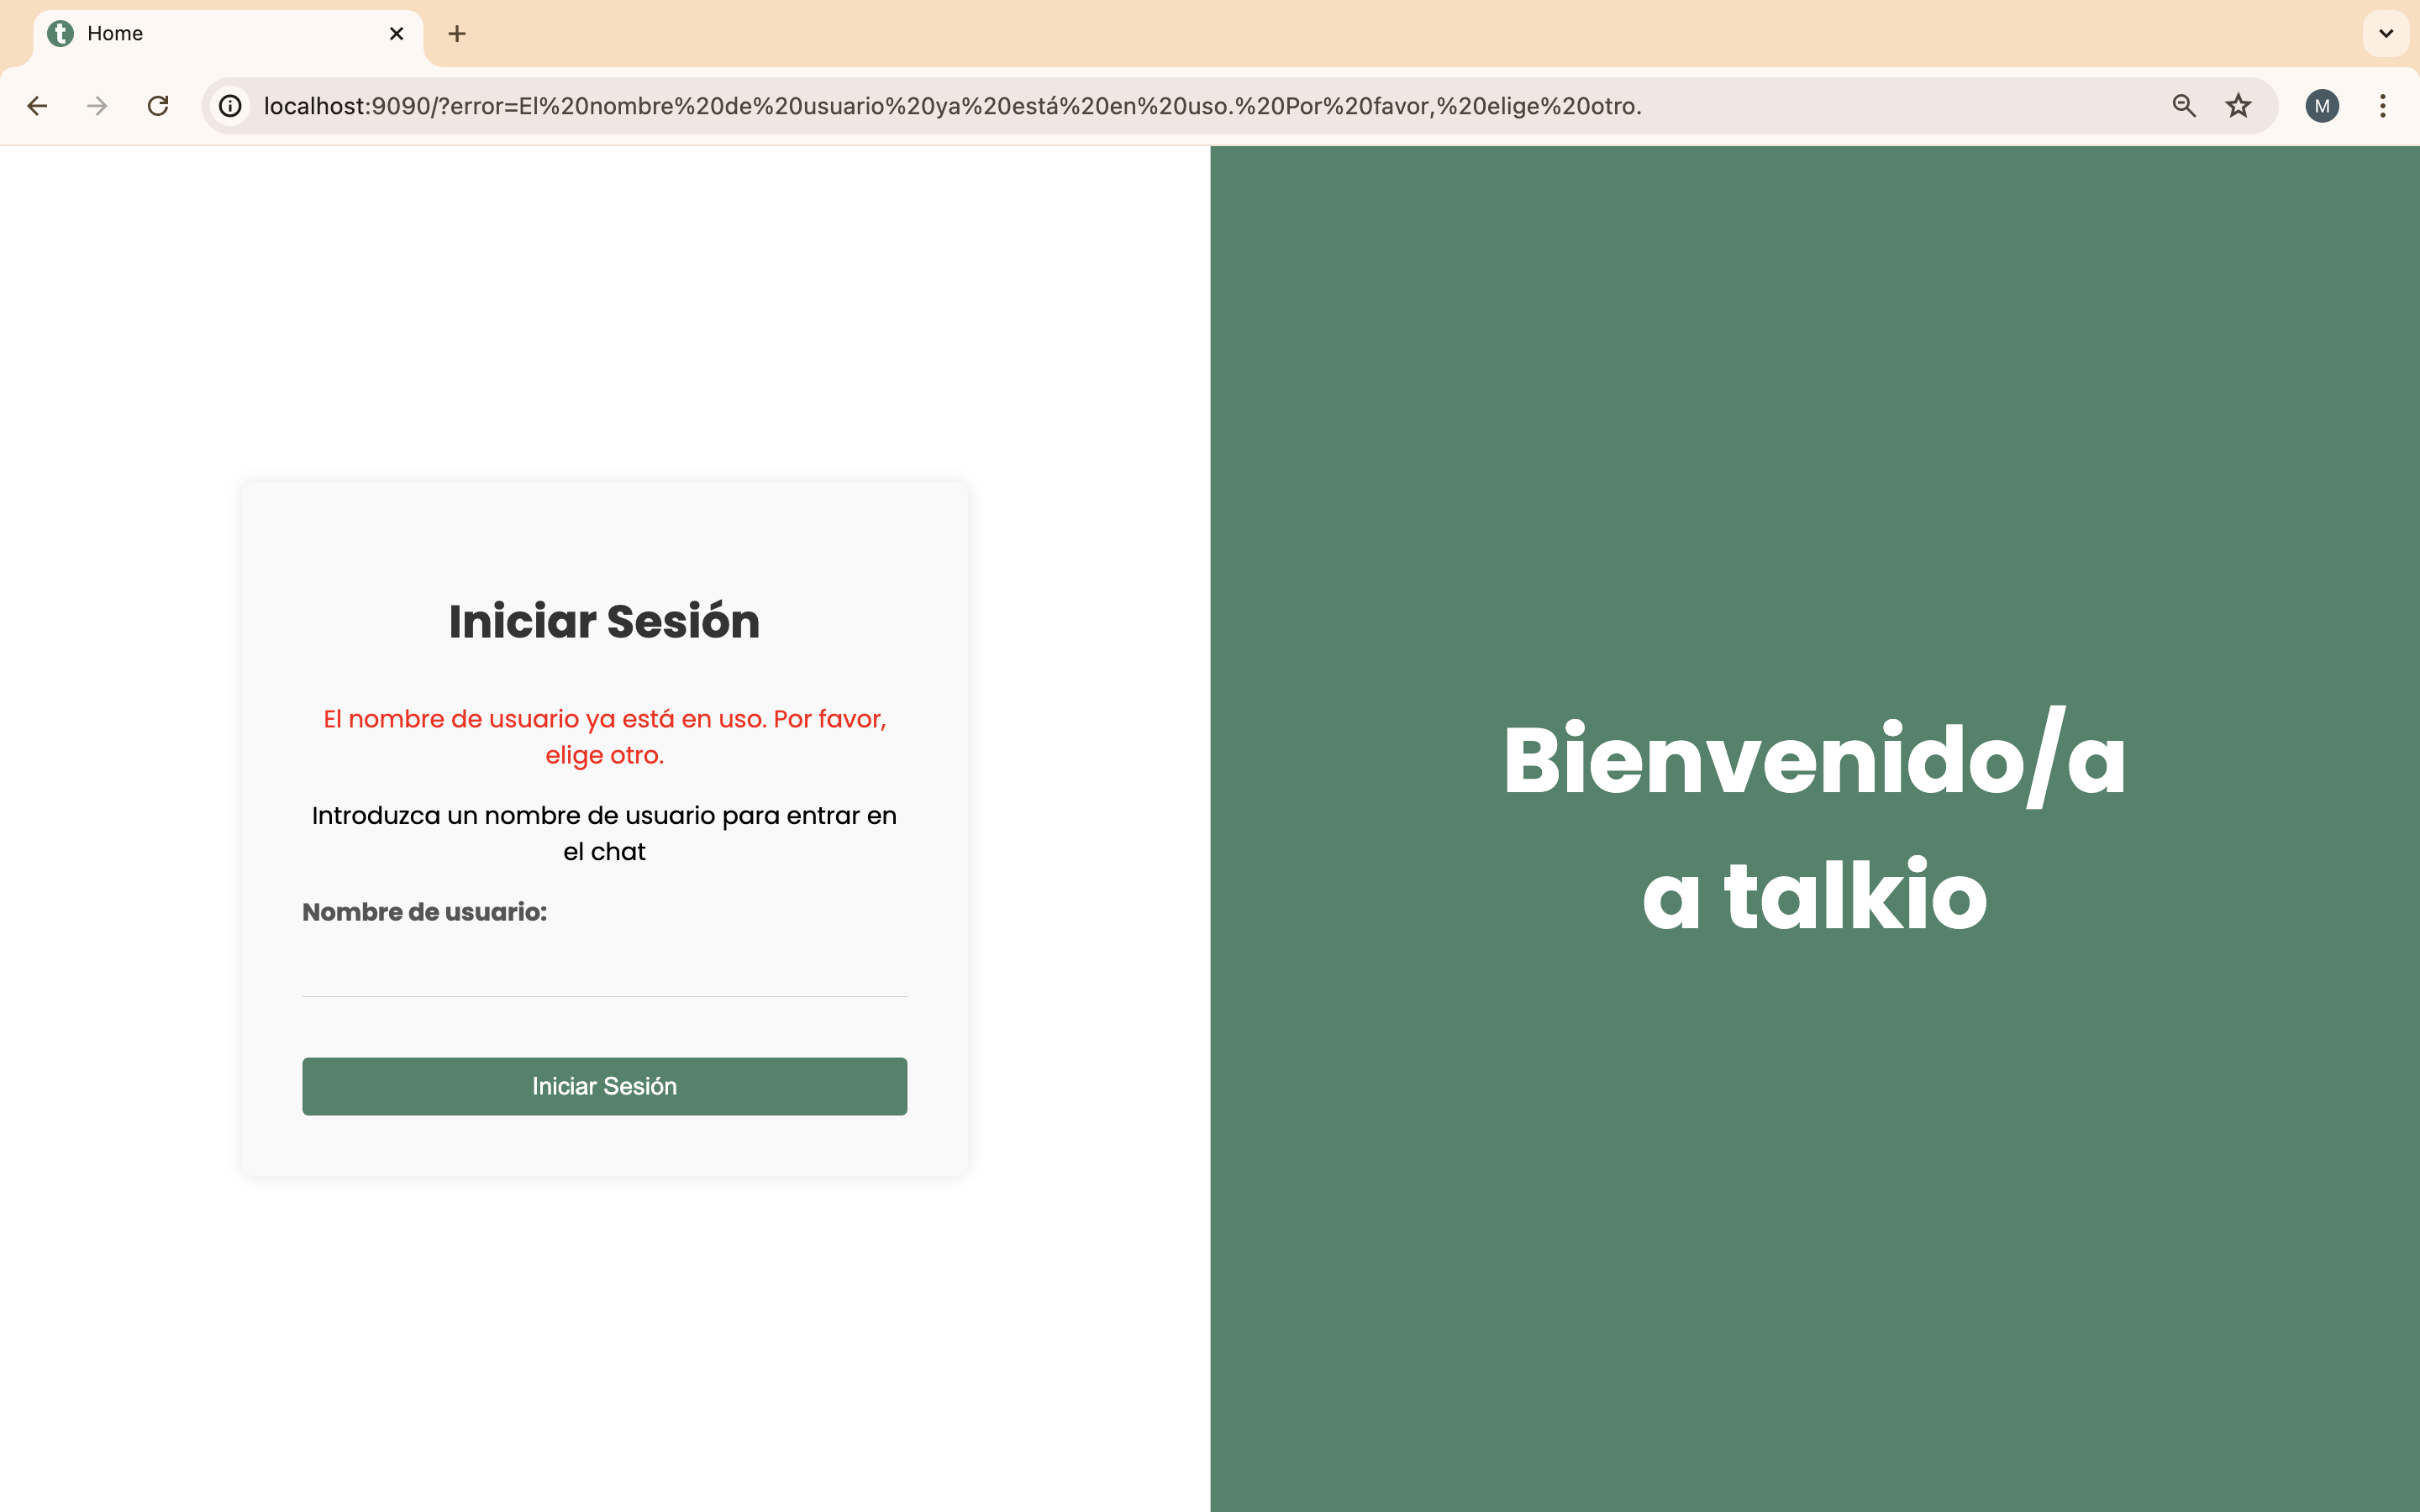 t Home
localhost:9090/?error=El%20nombre%20de%20usuario%20ya%20está%20en%20uso.%20Por%20favor,%20elige%20otro.
M
Iniciar Sesión
El nombre de usuario ya está en uso. Por favor,
elige otro.
Introduzca un nombre de usuario para entrar en
el chat
Nombre de usuario:
Iniciar Sesión
Bienvenido/a
a talkio